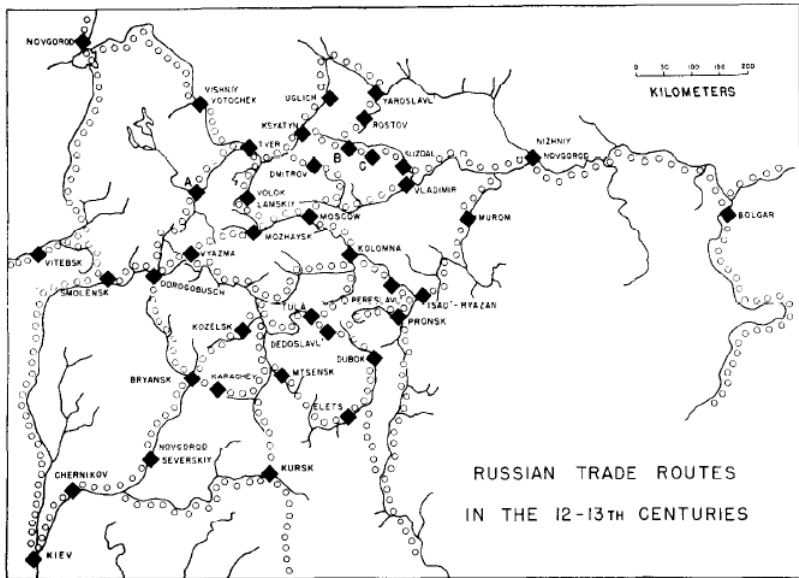 NOVGOROD
VISHNIY
VOTOCHEK
UGLICH
YAROSLAVL
KSYATYN
ROSTOV
TVER
DMITROV
B
C
SUZDAL
NIZHNIY
NOVGOROD
A
VOLOK
LAMSKIY
VLADIMIR
MOSCOW
MUROM
BOLGAR
MOZHAYSK
VITEBSK
VYAZMA
KOLOMNA
SMOLENSK
DOROGOBUSCH
PERESLAVL
ISAD'-RYAZAN
TULA
PRONSK
KOZELSK
DEDOSLAVL
DUBOK
BRYANSK
KARACHEV
MTSENSK
ELETS
NOVGOROD
SEVERSKIY
KURSK
CHERNIKOV
KIEV
0 50 100 150 200
KILOMETERS
RUSSIAN TRADE ROUTES
IN THE 12-13TH CENTURIES